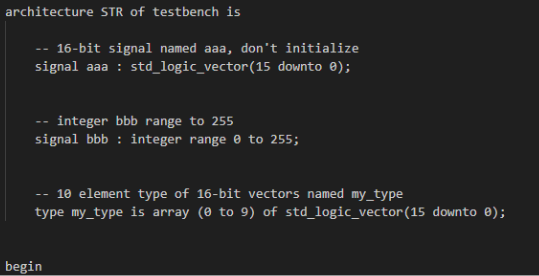 architecture STR of testbench is
-- 16-bit signal named aaa, don't initialize
signal aaa : std_logic_vector(15 downto 0);
-- integer bbb range to 255
signal bbb : integer range 0 to 255;
-- 10 element type of 16-bit vectors named my_type
type my_type is array (0 to 9) of std_logic_vector(15 downto 0);
begin